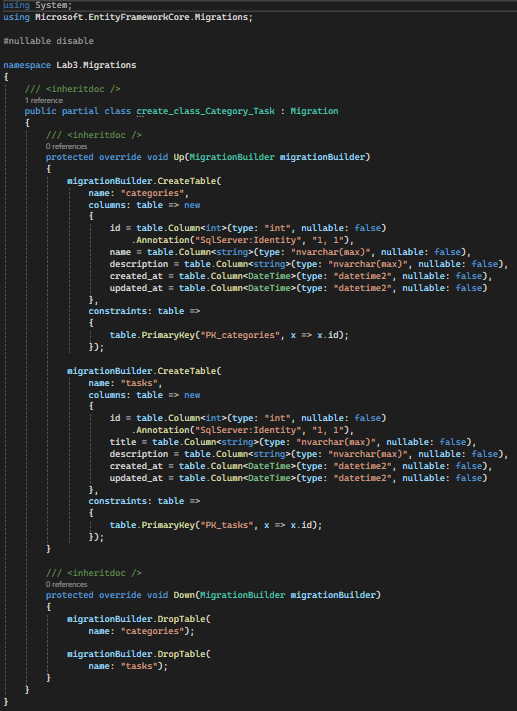 using System;
using Microsoft.EntityFrameworkCore.Migrations;
#nullable disable
namespace Lab3.Migrations
{
/// <inheritdoc />
1 reference
public partial class create_class_Category_Task : Migration
{
/// <inheritdoc />
0 references
protected override void Up(MigrationBuilder migrationBuilder)
{
migrationBuilder.CreateTable(
name: "categories",
columns: table => new
{
id = table.Column<int>(type: "int", nullable: false)
.Annotation("SqlServer:Identity", "1, 1"),
name = table.Column<string>(type: "nvarchar(max)", nullable: false),
description = table.Column<string>(type: "nvarchar(max)", nullable: false),
created_at = table.Column<DateTime>(type: "datetime2", nullable: false),
updated_at = table.Column<DateTime>(type: "datetime2", nullable: false)
},
constraints: table =>
{
table.PrimaryKey("PK_categories", x => x.id);
});
migrationBuilder.CreateTable(
name: "tasks",
columns: table => new
{
id = table.Column<int>(type: "int", nullable: false)
.Annotation("SqlServer:Identity", "1, 1"),
title = table.Column<string>(type: "nvarchar(max)", nullable: false),
description = table.Column<string>(type: "nvarchar(max)", nullable: false),
created_at = table.Column<DateTime>(type: "datetime2", nullable: false),
updated_at = table.Column<DateTime>(type: "datetime2", nullable: false)
},
constraints: table =>
{
table.PrimaryKey("PK_tasks", x => x.id);
});
}
/// <inheritdoc />
0 references
protected override void Down(MigrationBuilder migrationBuilder)
{
migrationBuilder.DropTable(
name: "categories");
migrationBuilder.DropTable(
name: "tasks");
}
}
}